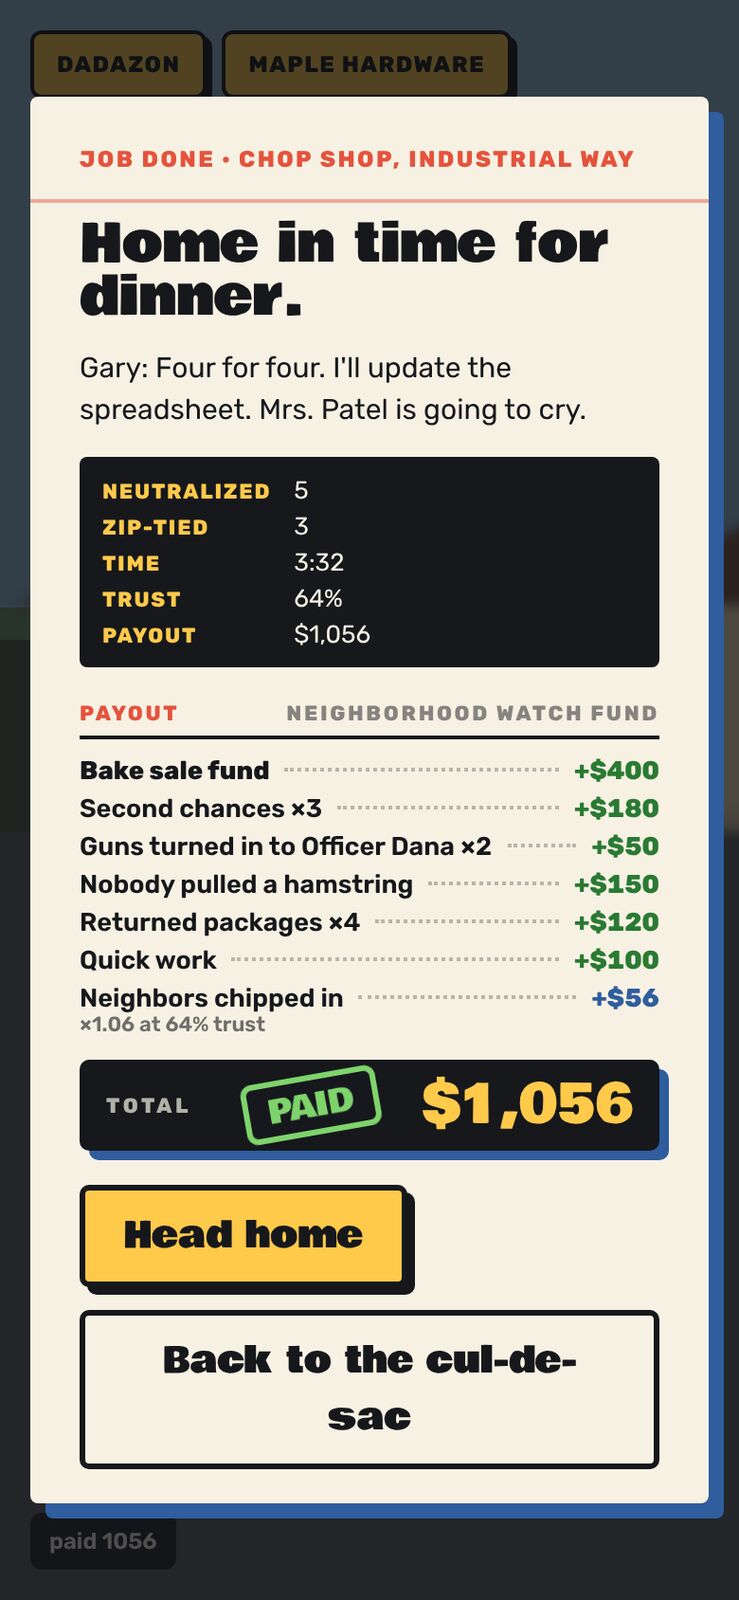 DADAZON
MAPLE HARDWARE
JOB DONE • CHOP SHOP, INDUSTRIAL WAY
Home in time for
dinner.
Gary: Four for four. I'll update the
spreadsheet. Mrs. Patel is going to cry.
NEUTRALIZED 5
ZIP-TIED 3
TIME 3:32
TRUST 64%
PAYOUT $1,056
PAYOUT NEIGHBORHOOD WATCH FUND
Bake sale fund +$400
Second chances ×3 +$180
Guns turned in to Officer Dana ×2 +$50
Nobody pulled a hamstring +$150
Returned packages ×4 +$120
Quick work +$100
Neighbors chipped in +$56
×1.06 at 64% trust
TOTAL PAID $1,056
Head home
Back to the cul-de-
sac
paid 1056